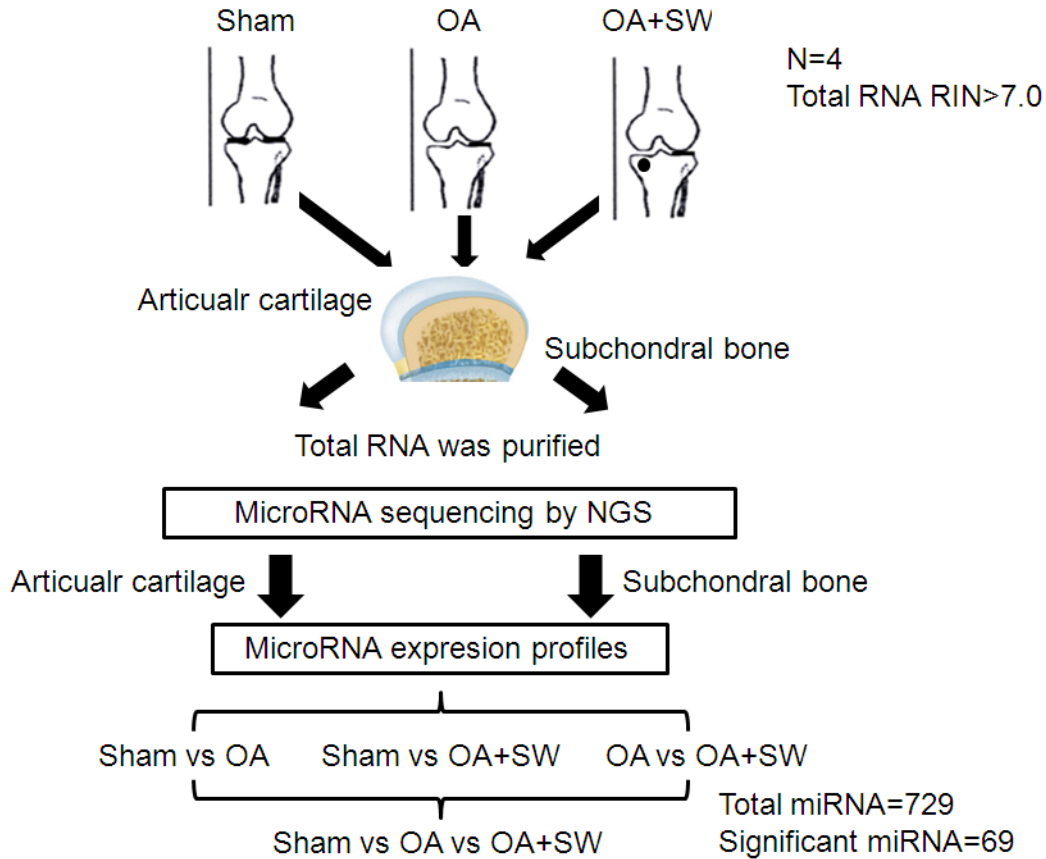 Sham
OA
OA+SW
N=4
Total RNA RIN>7.0
Articualr cartilage
Subchondral bone
Total RNA was purified
MicroRNA sequencing by NGS
Articualr cartilage
Subchondral bone
MicroRNA expresion profiles
Sham vs OA
Sham vs OA+SW
OA vs OA+SW
Total miRNA=729
Sham vs OA vs OA+SW
Significant miRNA=69